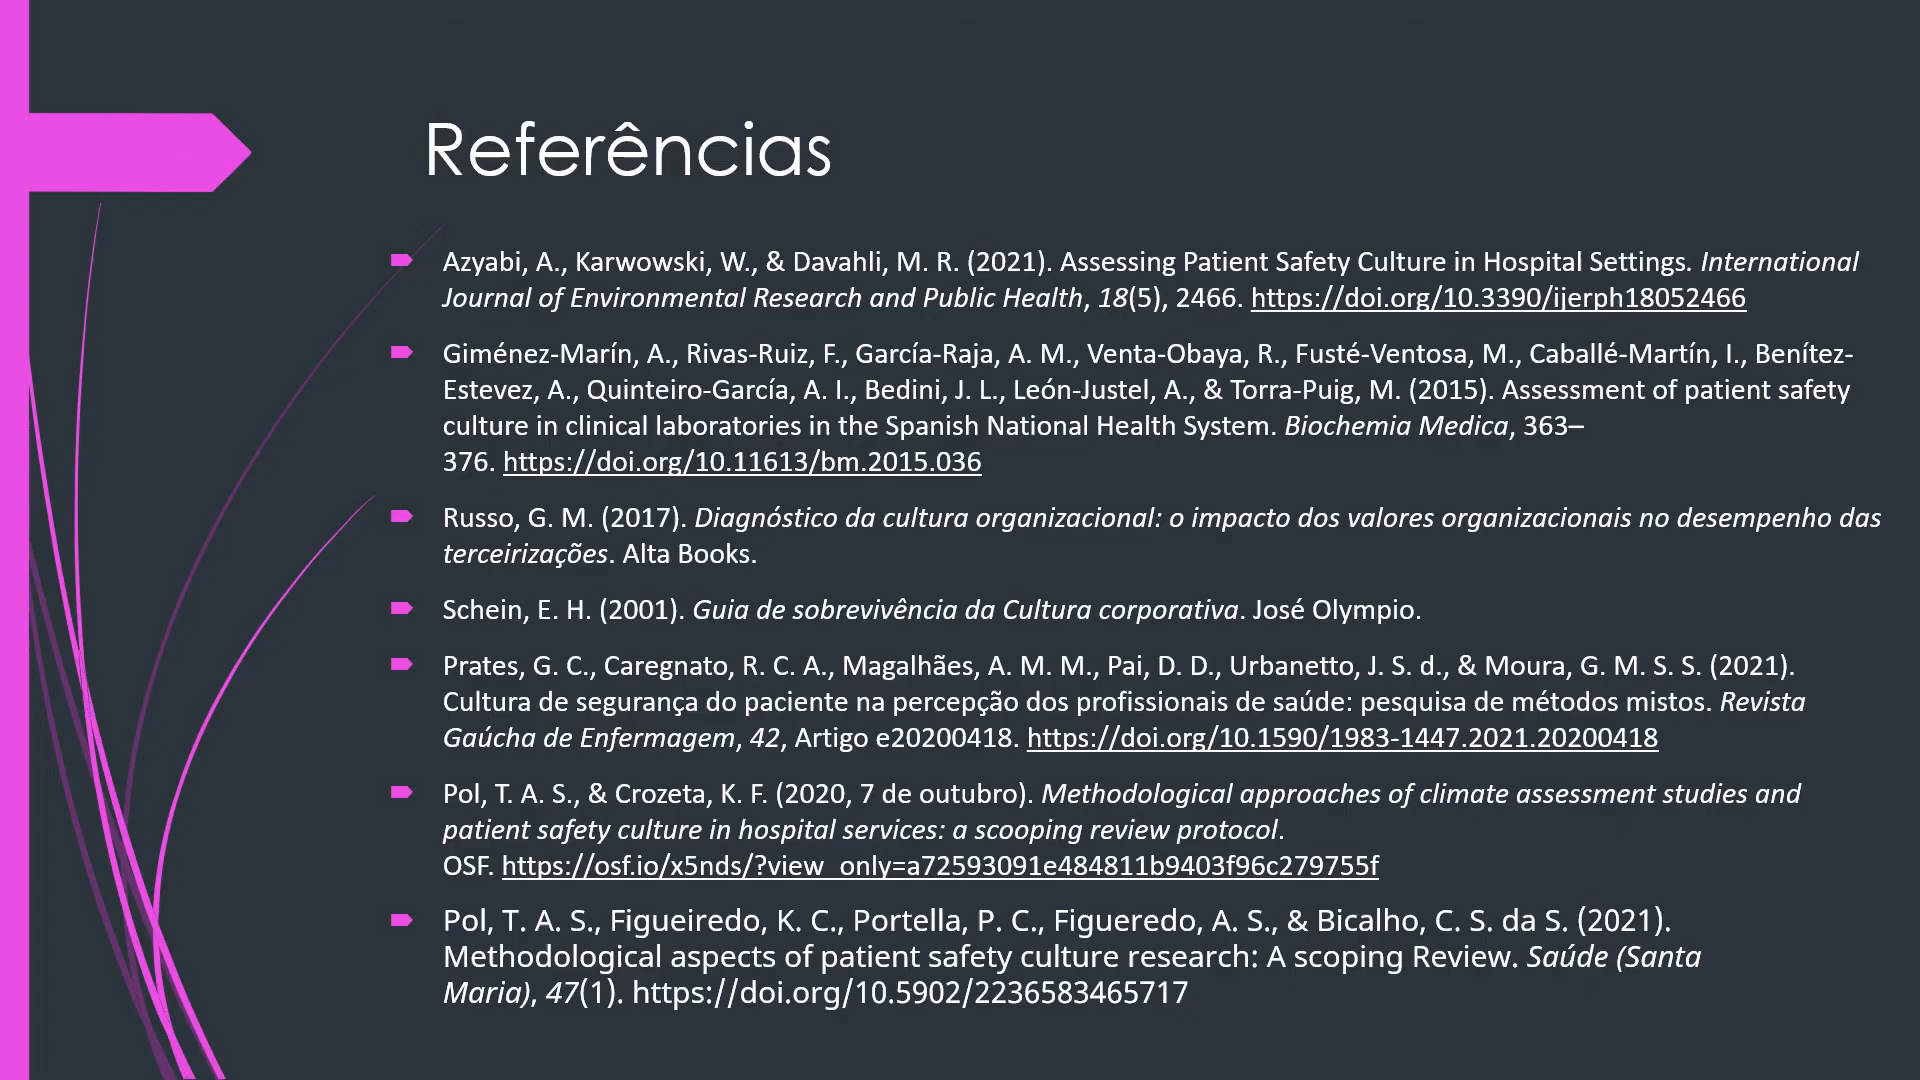 Referências
Azyabi, A., Karwowski, W., & Davahli, M. R. (2021). Assessing Patient Safety Culture in Hospital Settings. International
Journal of Environmental Research and Public Health, 18(5), 2466. https://doi.org/10.3390/ijerph18052466
Giménez-Marín, A., Rivas-Ruiz, F., García-Raja, A. M., Venta-Obaya, R., Fusté-Ventosa, M., Caballé-Martín, I., Benítez-
Estevez, A., Quinteiro-García, A. I., Bedini, J. L., León-Justel, A., & Torra-Puig, M. (2015). Assessment of patient safety
culture in clinical laboratories in the Spanish National Health System. Biochemia Medica, 363–
376. https://doi.org/10.11613/bm.2015.036
Russo, G. M. (2017). Diagnóstico da cultura organizacional: o impacto dos valores organizacionais no desempenho das
terceirizações. Alta Books.
Schein, E. H. (2001). Guia de sobrevivência da Cultura corporativa. José Olympio.
Prates, G. C., Caregnato, R. C. A., Magalhães, A. M. M., Pai, D. D., Urbanetto, J. S. d., & Moura, G. M. S. S. (2021).
Cultura de segurança do paciente na percepção dos profissionais de saúde: pesquisa de métodos mistos. Revista
Gaúcha de Enfermagem, 42, Artigo e20200418. https://doi.org/10.1590/1983-1447.2021.20200418
Pol, T. A. S., & Crozeta, K. F. (2020, 7 de outubro). Methodological approaches of climate assessment studies and
patient safety culture in hospital services: a scooping review protocol.
OSF. https://osf.io/x5nds/?view_only=a72593091e484811b9403f96c279755f
Pol, T. A. S., Figueiredo, K. C., Portella, P. C., Figueredo, A. S., & Bicalho, C. S. da S. (2021).
Methodological aspects of patient safety culture research: A scoping Review. Saúde (Santa
Maria), 47(1). https://doi.org/10.5902/2236583465717